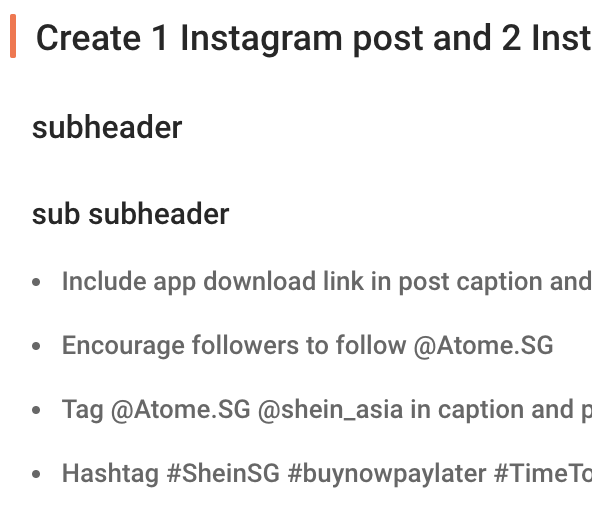 Create 1 Instagram post and 2 Inst
subheader
sub subheader
Include app download link in post caption and
Encourage followers to follow @Atome.SG
Tag @Atome.SG @shein_asia in caption and p
Hashtag #SheinSG #buynowpaylater #TimeTo